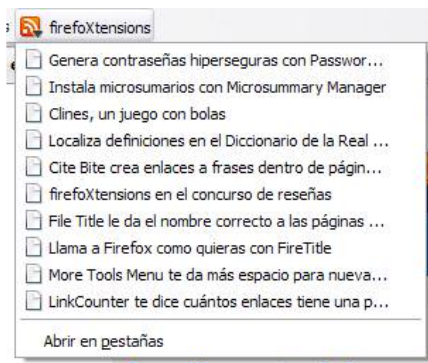 firefoXtensions
Genera contraseñas hiperseguras con Passwor...
Instala microsumarios con Microsummary Manager
Clines, un juego con bolas
Localiza definiciones en el Diccionario de la Real ...
Cite Bite crea enlaces a frases dentro de págin...
firefoXtensions en el concurso de reseñas
File Title le da el nombre correcto a las páginas ...
Llama a Firefox como quieras con FireTitle
More Tools Menu te da más espacio para nueva...
LinkCounter te dice cuántos enlaces tiene una p...
Abrir en pestañas